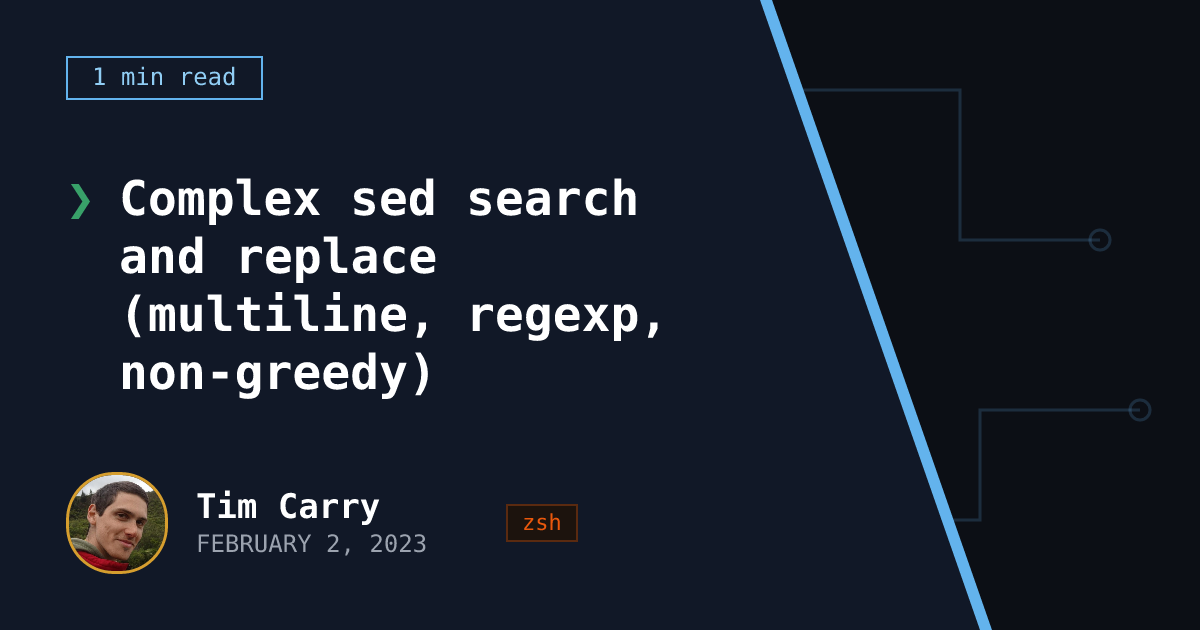 1 min read
❯ Complex sed search
and replace
(multiline, regexp,
non-greedy)
Tim Carry
FEBRUARY 2, 2023
zsh